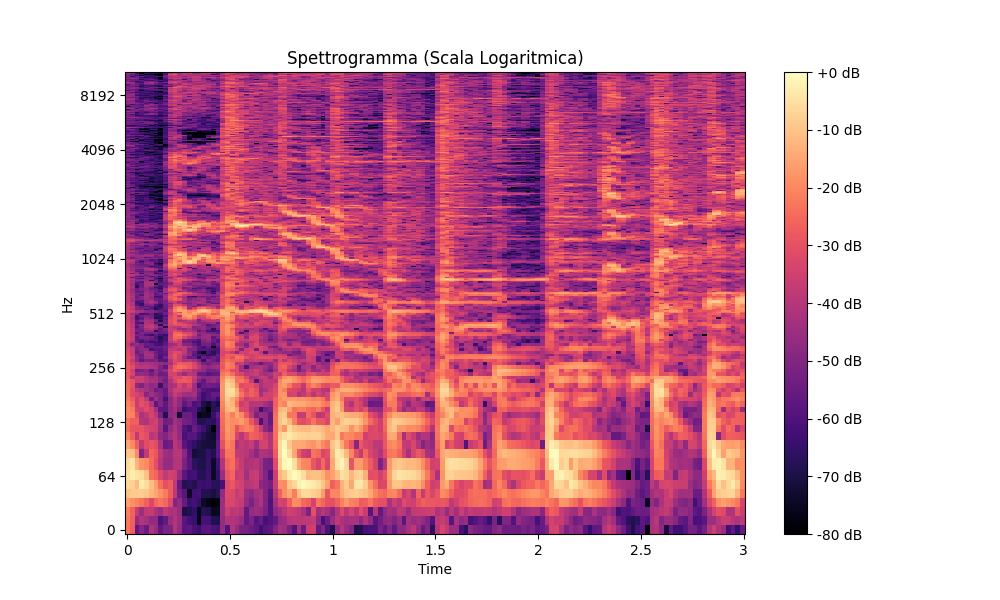 Spettrogramma (Scala Logaritmica)
Hz
8192
4096
2048
1024
512
256
128
64
0
0
0.5
1
1.5
2
2.5
3
Time
+0 dB
-10 dB
-20 dB
-30 dB
-40 dB
-50 dB
-60 dB
-70 dB
-80 dB